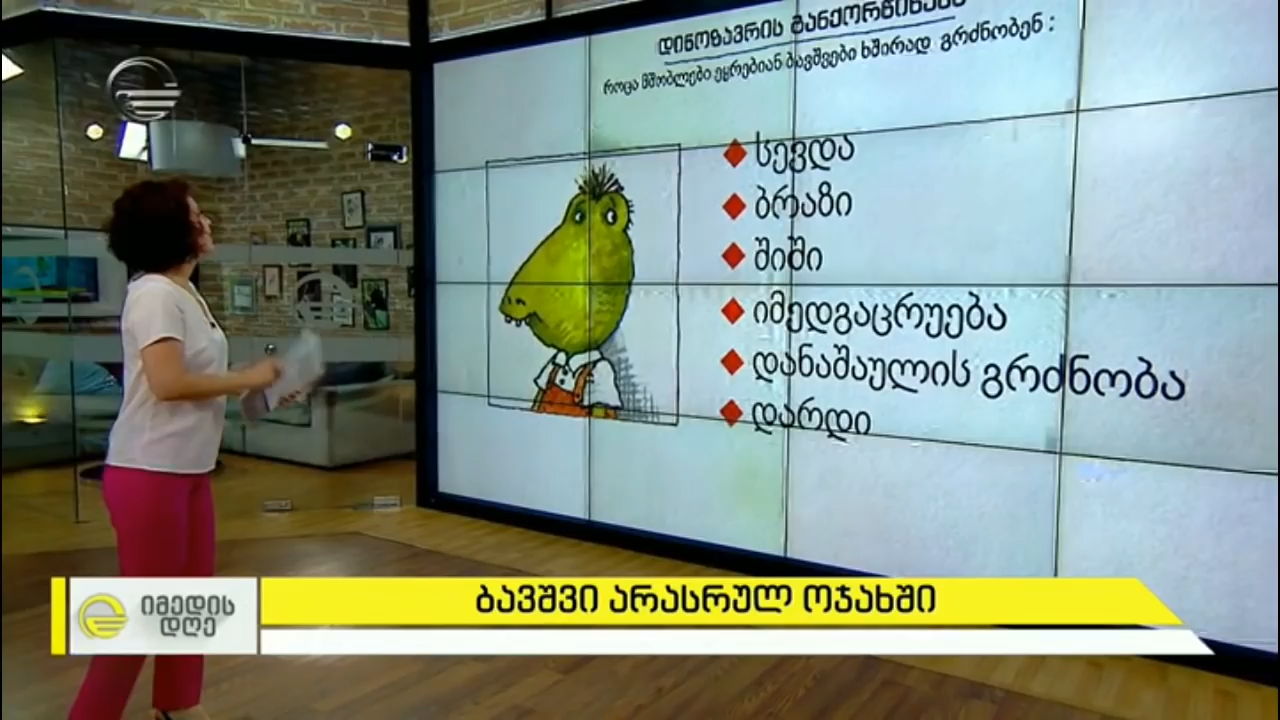 დინოზავრის განქორწინება
როცა მშობლები ეყრებიან ბავშვები ხშირად გრძნობენ :
სევდა
ბრაზი
შიში
იმედგაცრუება
დანაშაულის გრძნობა
დარდი
ბავშვი არასრულ ოჯახში
იმედის
დღე